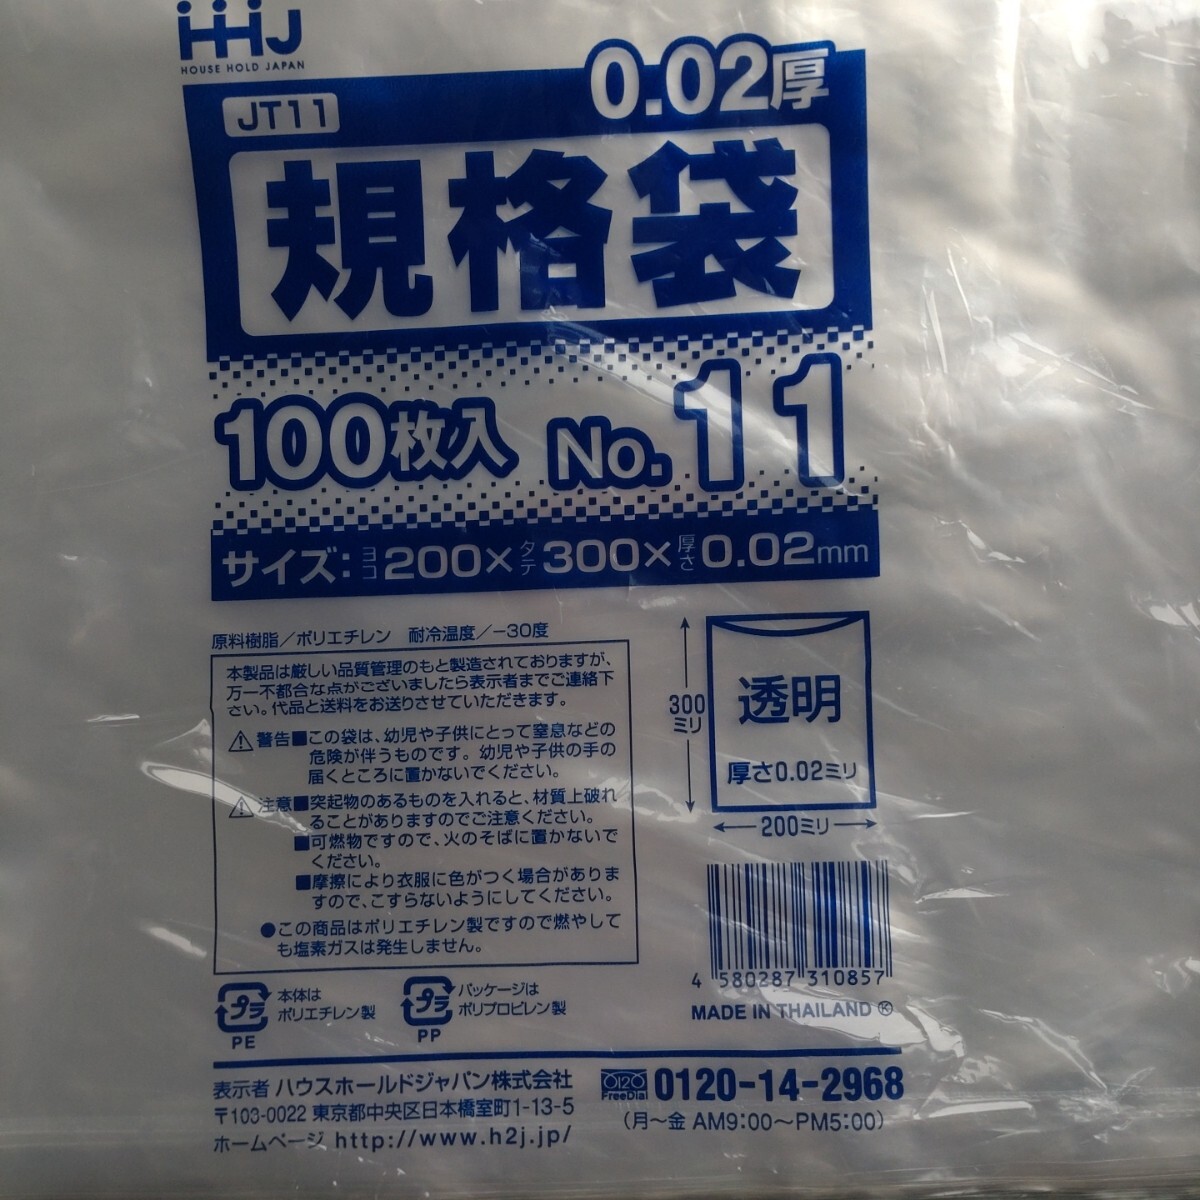 HHJ
HOUSE HOLD JAPAN
JT11
0.02厚
規格袋
100枚入 No.11
サイズ:ヨコ200×タテ300×厚さ0.02mm
原料樹脂/ポリエチレン 耐冷温度/-30度
本製品は厳しい品質管理のもと製造されておりますが、
万一不都合な点がございましたら表示者までご連絡下
さい。代品と送料をお送りさせていただきます。
警告■この袋は、幼児や子供にとって窒息などの
危険が伴うものです。幼児や子供の手の
届くところに置かないでください。
注意■突起物のあるものを入れると、材質上破れ
ることがありますのでご注意ください。
■可燃物ですので、火のそばに置かないで
ください。
■摩擦により衣服に色がつく場合がありま
すので、こすらないようにしてください。
●この商品はポリエチレン製ですので燃やして
も塩素ガスは発生しません。
透明
厚さ0.02ミリ
300ミリ
200ミリ
4 580287 310857
MADE IN THAILAND Ⓚ
プラ
PE
本体は
ポリエチレン製
プラ
PP
パッケージは
ポリプロピレン製
表示者 ハウスホールドジャパン株式会社
〒103-0022 東京都中央区日本橋室町1-13-5
ホームページ http://www.h2j.jp/
0120 FreeDial 0120-14-2968
(月〜金 AM9:00〜PM5:00)